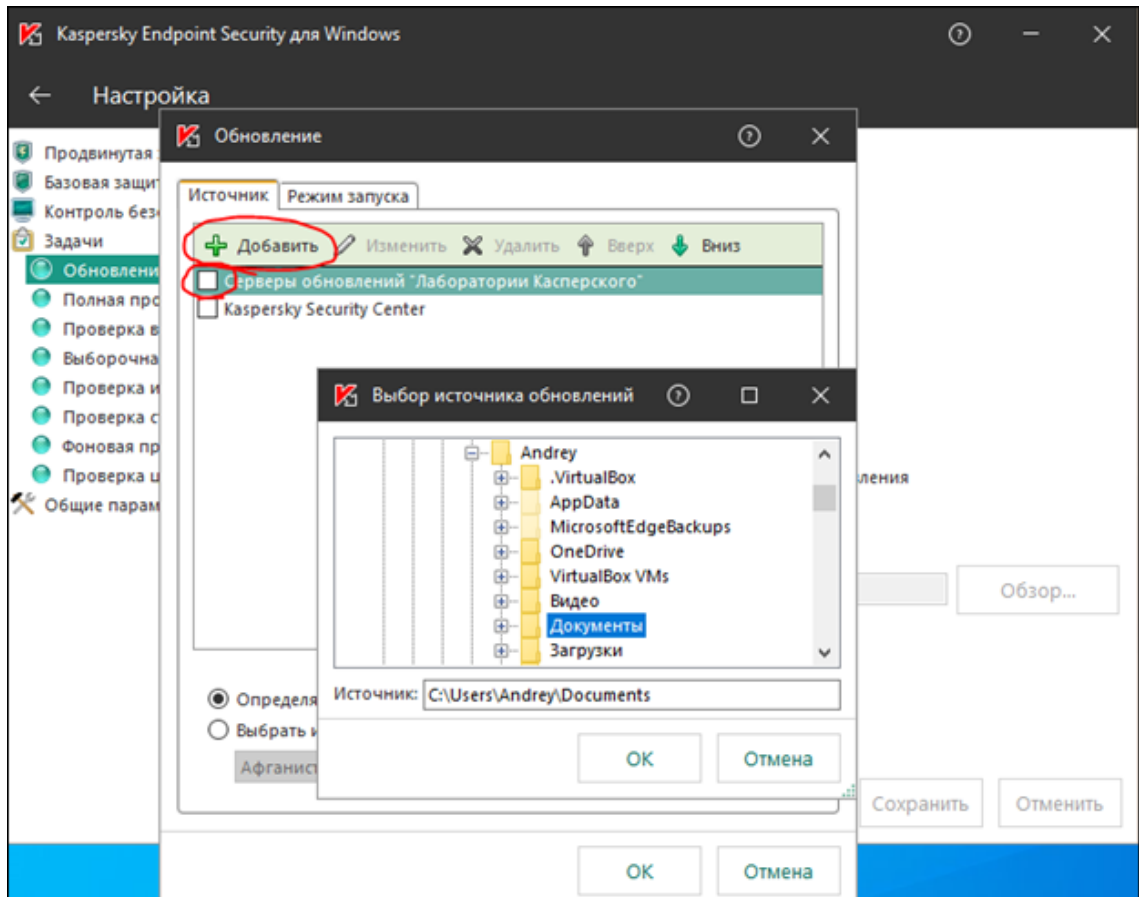 Kaspersky Endpoint Security для Windows
Настройка
Обновление
Продвинутая
Базовая защит
Контроль без
Задачи
Обновлени
Полная про
Проверка в
Выборочна
Проверка и
Проверка с
Фоновая пр
Проверка ц
Общие парам
Источник Режим запуска
Добавить Изменить Удалить Вверх Вниз
Серверы обновлений "Лаборатории Касперского"
Kaspersky Security Center
Выбор источника обновлений
Andrey
.VirtualBox
AppData
MicrosoftEdgeBackups
OneDrive
VirtualBox VMs
Видео
Документы
Загрузки
Источник: C:\Users\Andrey\Documents
OK Отмена
Определя
Выбрать и
Афганист
OK Отмена
вления
Обзор...
Сохранить Отменить